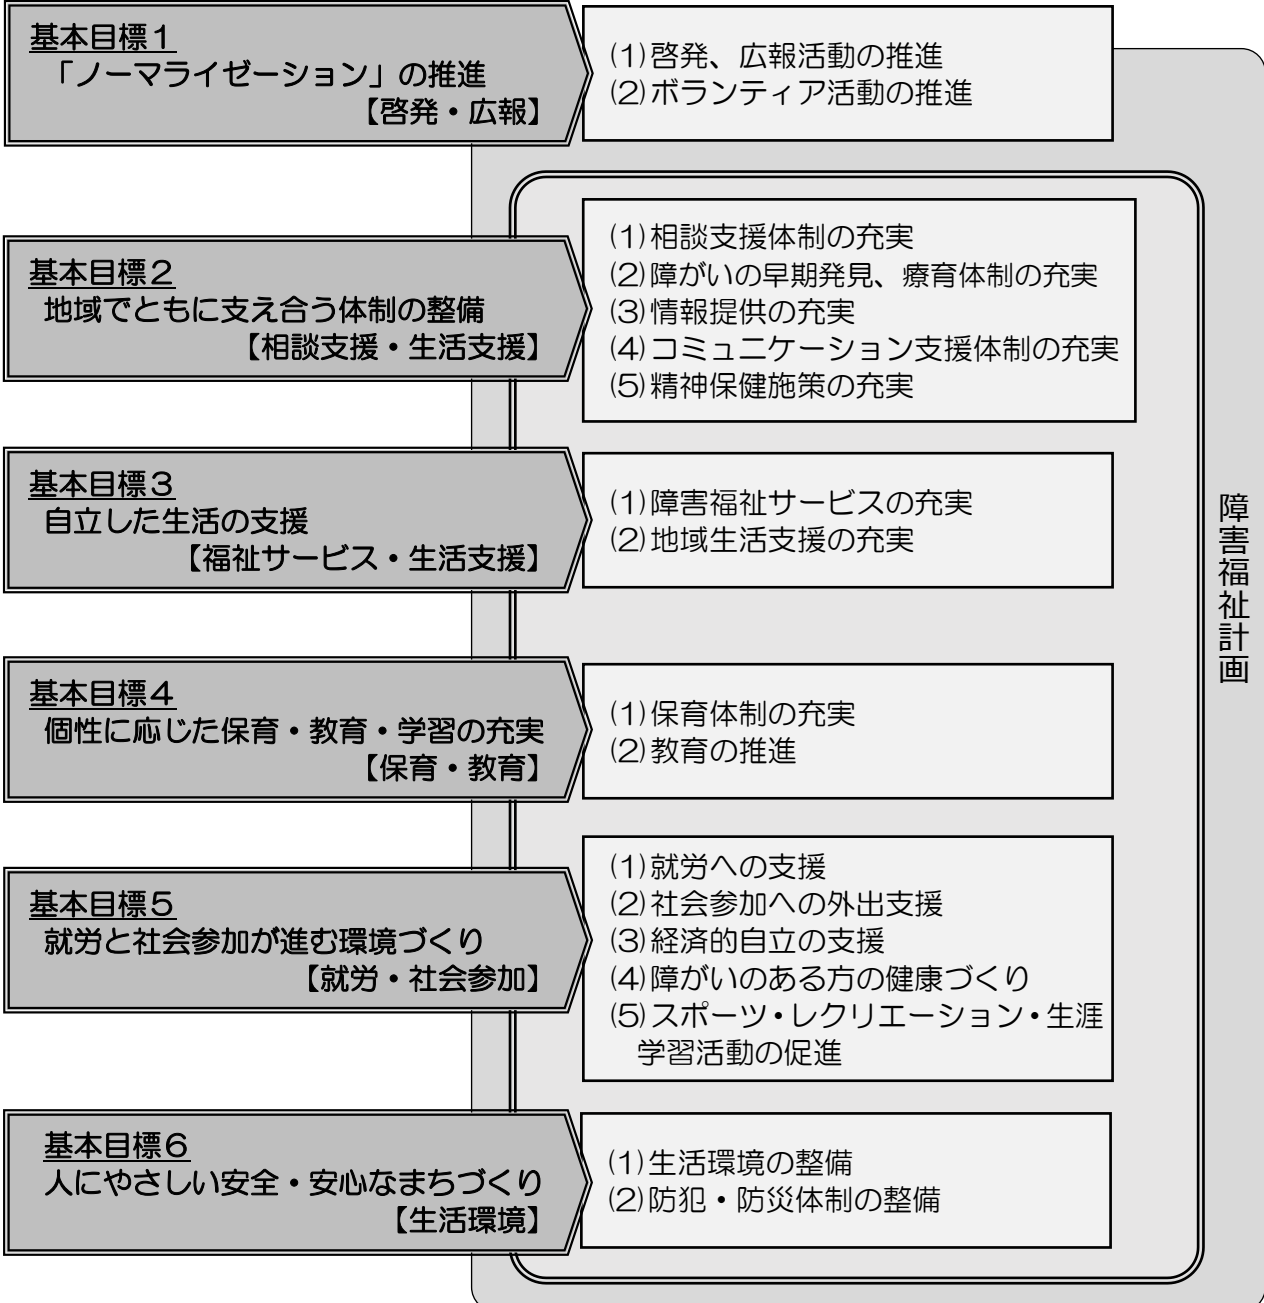 基本目標１
「ノーマライゼーション」の推進
【啓発・広報】
(1)啓発、広報活動の推進
(2)ボランティア活動の推進
基本目標２
地域でともに支え合う体制の整備
【相談支援・生活支援】
(1)相談支援体制の充実
(2)障がいの早期発見、療育体制の充実
(3)情報提供の充実
(4)コミュニケーション支援体制の充実
(5)精神保健施策の充実
基本目標３
自立した生活の支援
【福祉サービス・生活支援】
(1)障害福祉サービスの充実
(2)地域生活支援の充実
基本目標４
個性に応じた保育・教育・学習の充実
【保育・教育】
(1)保育体制の充実
(2)教育の推進
基本目標５
就労と社会参加が進む環境づくり
【就労・社会参加】
(1)就労への支援
(2)社会参加への外出支援
(3)経済的自立の支援
(4)障がいのある方の健康づくり
(5)スポーツ・レクリエーション・生涯
学習活動の促進
基本目標６
人にやさしい安全・安心なまちづくり
【生活環境】
(1)生活環境の整備
(2)防犯・防災体制の整備
障害福祉計画